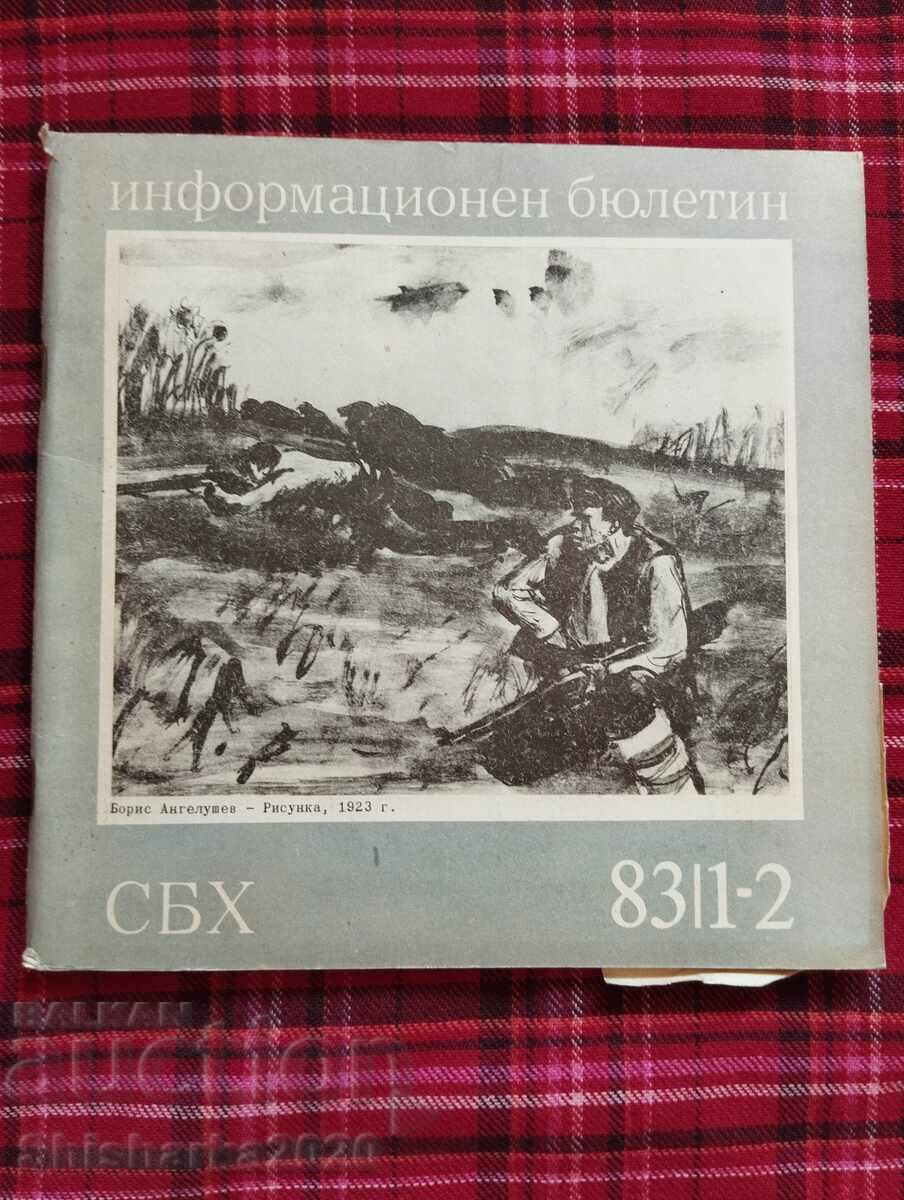 информационен бюлетин
Борис Ангелушев - Рисунка, 1923 г.
СБХ
83|1-2
BALKAN
auction
Shisharka2020